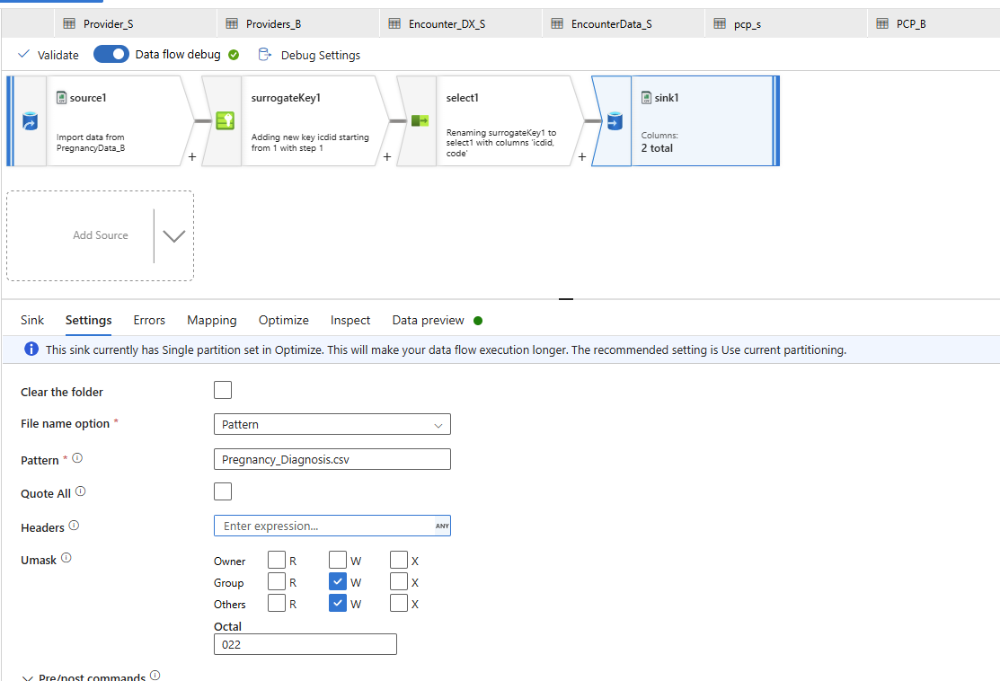 Provider_S
Providers_B
Encounter_DX_S
EncounterData_S
pcp_s
PCP_B
Validate
Data flow debug
Debug Settings
source1
Import data from
PregnancyData_B
+
surrogateKey1
Adding new key icdid starting
from 1 with step 1
+
select1
Renaming surrogateKey1 to
select1 with columns 'icdid,
code'
+
sink1
Columns:
2 total
Add Source
Sink
Settings
Errors
Mapping
Optimize
Inspect
Data preview
This sink currently has Single partition set in Optimize. This will make your data flow execution longer. The recommended setting is Use current partitioning.
Clear the folder
File name option *
Pattern
Pattern *
Pregnancy_Diagnosis.csv
Quote All
Headers
Enter expression...
ANY
Umask
Owner R W X
Group R W X
Others R W X
Octal
022
Pre/post commands